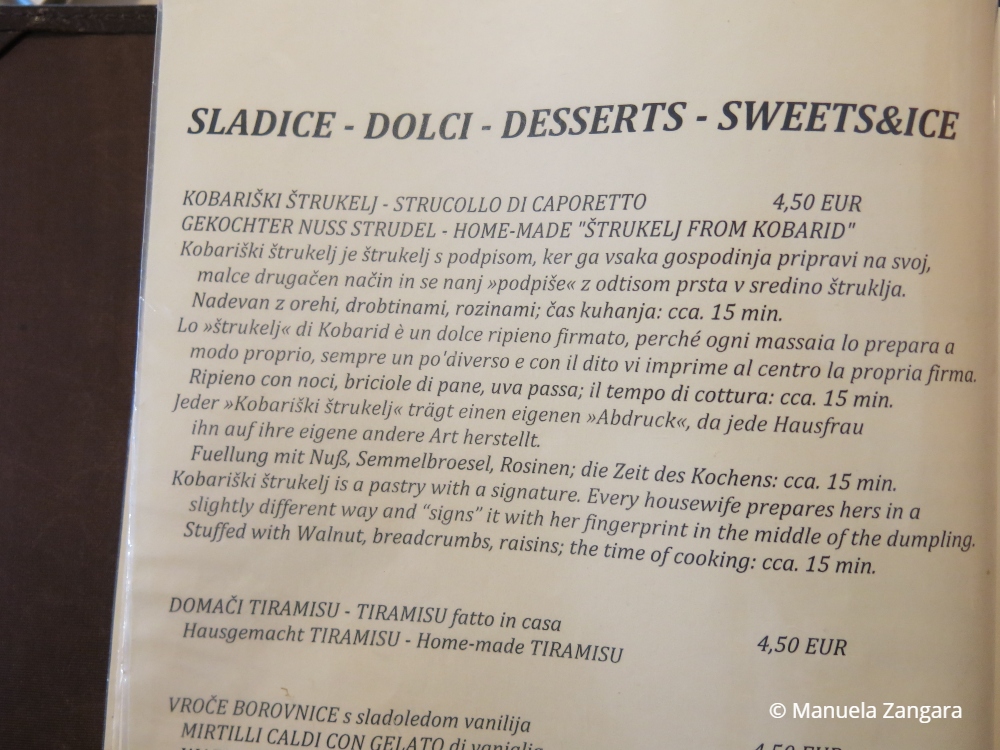 SLADICE - DOLCI - DESSERTS - SWEETS&ICE
KOBARIŠKI ŠTRUKELJ - STRUCOLLO DI CAPORETTO 4,50 EUR
GEKOCHTER NUSS STRUDEL - HOME-MADE "ŠTRUKELJ FROM KOBARID"
Kobariški štrukelj je štrukelj s podpisom, ker ga vsaka gospodinja pripravi na svoj,
malce drugačen način in se nanj »podpiše« z odtisom prsta v sredino štruklja.
Nadevan z orehi, drobtinami, rozinami; čas kuhanja: cca. 15 min.
Lo »štrukelj« di Kobarid è un dolce ripieno firmato, perché ogni massaia lo prepara a
modo proprio, sempre un po'diverso e con il dito vi imprime al centro la propria firma.
Ripieno con noci, briciole di pane, uva passa; il tempo di cottura: cca. 15 min.
Jeder »Kobariški štrukelj« trägt einen eigenen »Abdruck«, da jede Hausfrau
ihn auf ihre eigene andere Art herstellt.
Fuellung mit Nuß, Semmelbroesel, Rosinen; die Zeit des Kochens: cca. 15 min.
Kobariški štrukelj is a pastry with a signature. Every housewife prepares hers in a
slightly different way and “signs” it with her fingerprint in the middle of the dumpling.
Stuffed with Walnut, breadcrumbs, raisins; the time of cooking: cca. 15 min.
DOMAČI TIRAMISU - TIRAMISU fatto in casa
Hausgemacht TIRAMISU - Home-made TIRAMISU 4,50 EUR
VROČE BOROVNICE s sladoledom vanilija
MIRTILLI CALDI CON GELATO di vaniglia
4,50 EUR
© Manuela Zangara